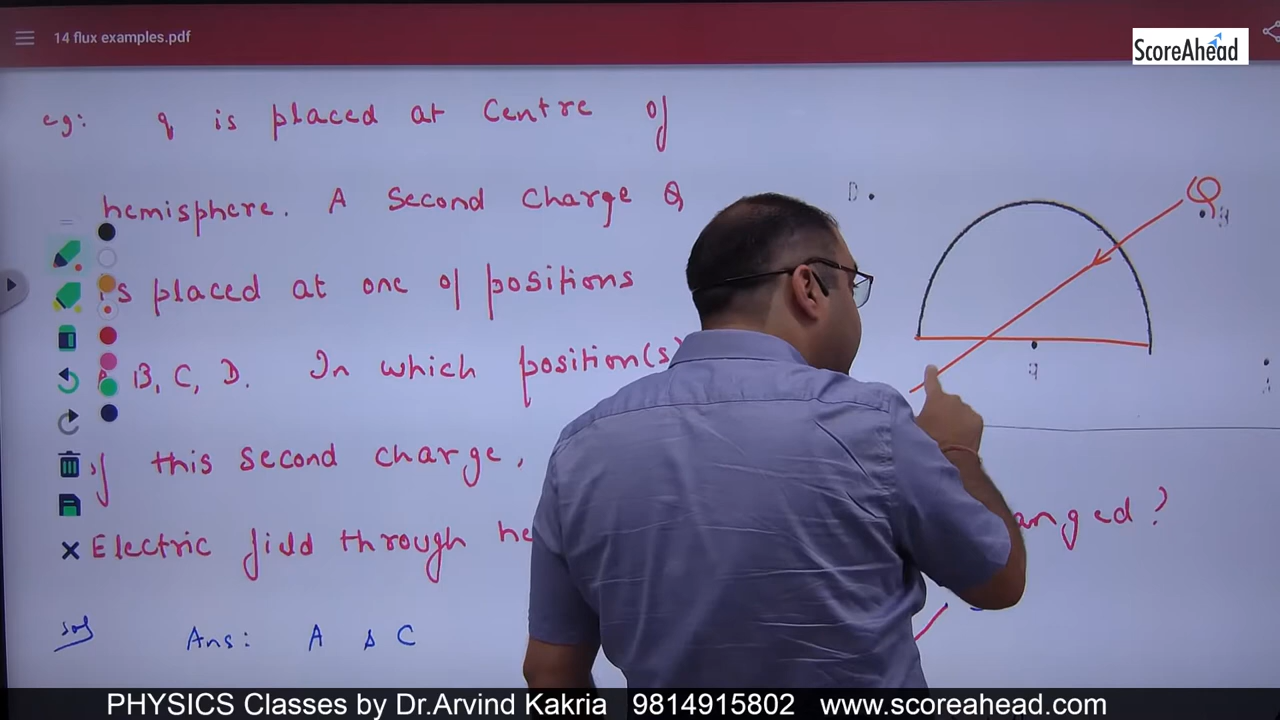 14 flux examples.pdf
ScoreAhead
eg: q is placed at Centre of
hemisphere. A Second Charge Q
is placed at one of positions
B, C, D. In which position(s)
if this second charge,
Electric field through he
anged?
Sol Ans: A & C
D
Q
B
q
PHYSICS Classes by Dr.Arvind Kakria 9814915802 www.scoreahead.com